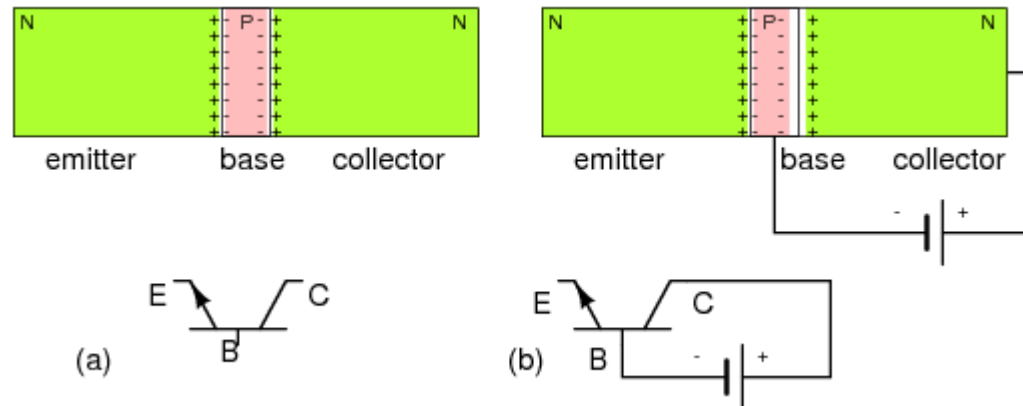 N P N
emitter base collector
E C
B
(a)
N P N
emitter base collector
- +
E C
B - +
(b)